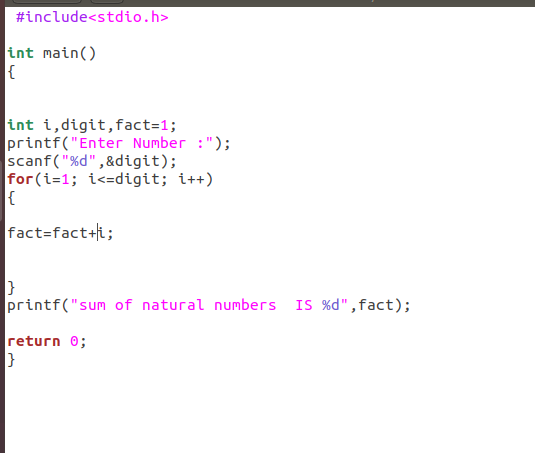 #include<stdio.h>
int main()
{
int i,digit,fact=1;
printf("Enter Number :");
scanf("%d",&digit);
for(i=1; i<=digit; i++)
{
fact=fact+i;
}
printf("sum of natural numbers  IS %d",fact);
return 0;
}